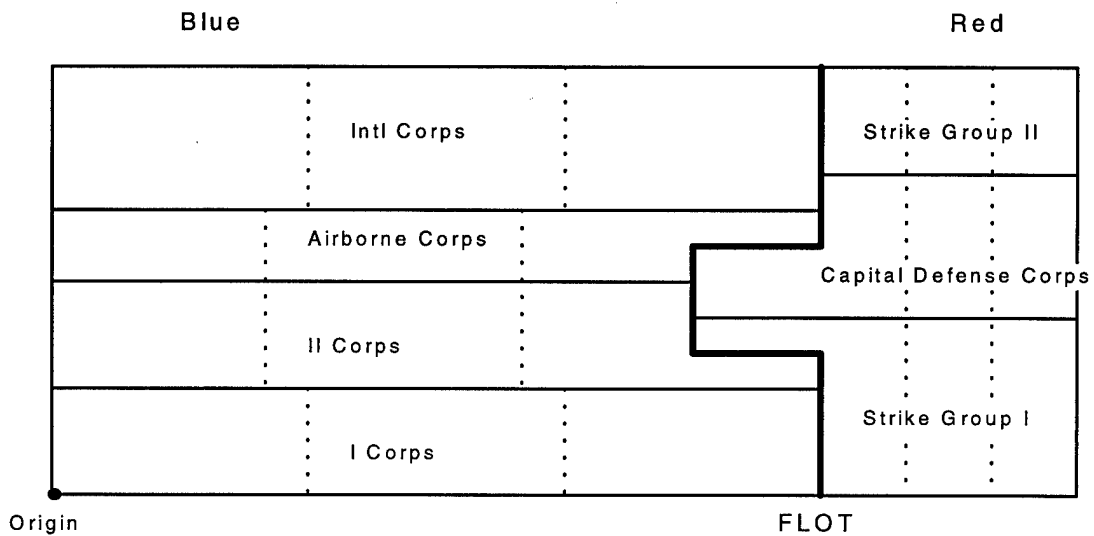 Blue
Red
Intl Corps
Strike Group II
Airborne Corps
Capital Defense Corps
II Corps
Strike Group I
I Corps
Origin
FLOT